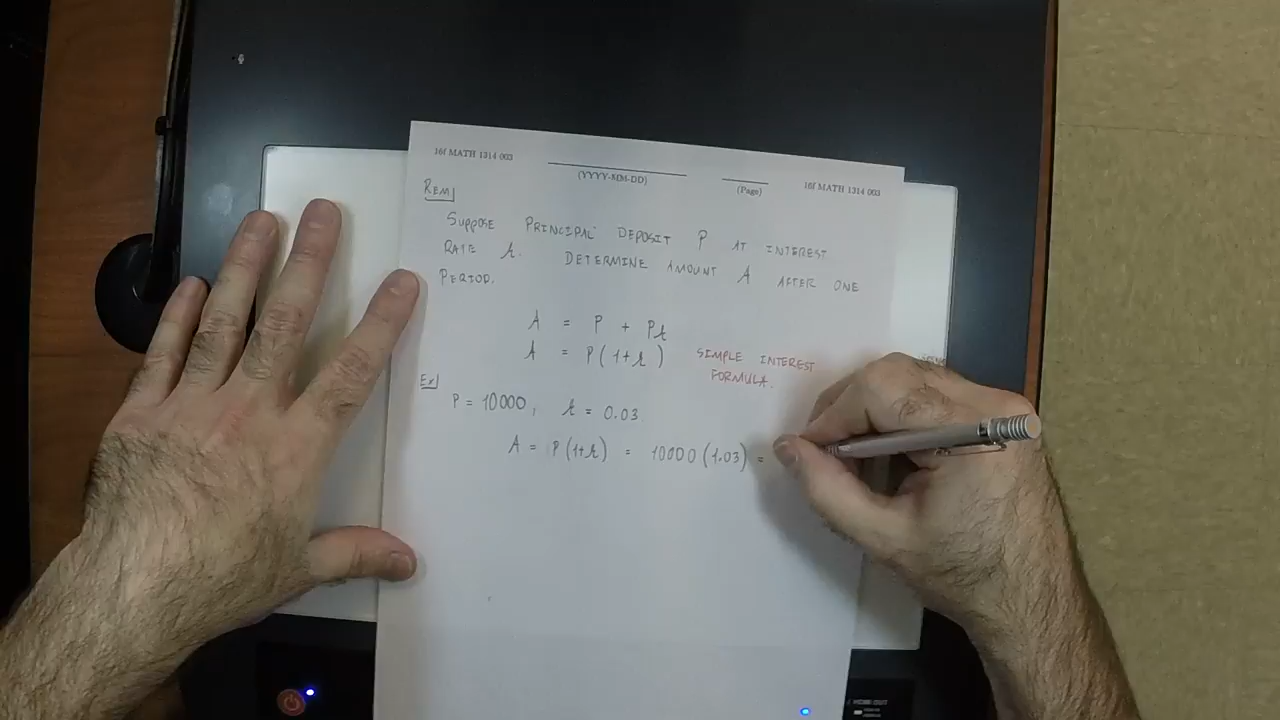 16f MATH 1314 003
(YYYY-MM-DD)
(Page)
16f MATH 1314 003
REM
SUPPOSE PRINCIPAL DEPOSIT P AT INTEREST
RATE r. DETERMINE AMOUNT A AFTER ONE
PERIOD.
A = P + Pr
A = P(1+r) SIMPLE INTEREST
FORMULA.
EX
P = 10000, r = 0.03
A = P(1+r) = 10000(1.03) =